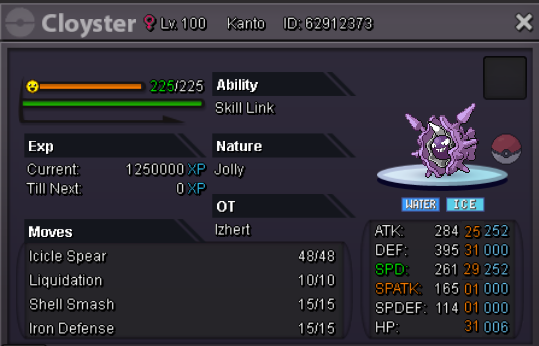 Cloyster Lv. 100 Kanto ID: 62912373
225/225
Ability
Skill Link
Exp
Current: 1250000 XP
Till Next: 0 XP
Nature
Jolly
OT
Izhert
WATER ICE
Moves
Icicle Spear 48/48
Liquidation 10/10
Shell Smash 15/15
Iron Defense 15/15
ATK: 284 25 252
DEF: 395 31 000
SPD: 261 29 252
SPATK: 165 01 000
SPDEF: 114 01 000
HP: 31 006